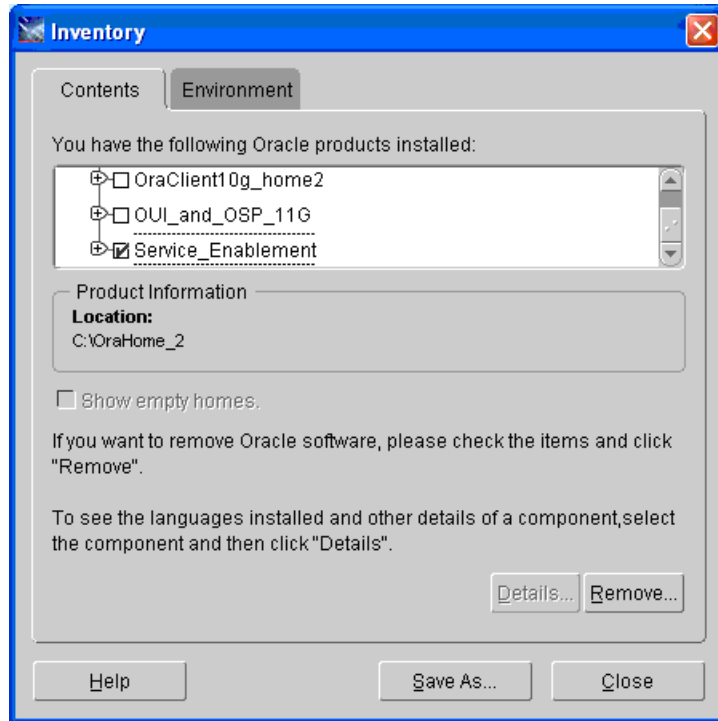 Inventory
Contents
Environment
You have the following Oracle products installed:
OraClient10g_home2
OUI_and_OSP_11G
Service_Enablement
Product Information
Location:
C:\OraHome_2
Show empty homes.
If you want to remove Oracle software, please check the items and click
"Remove".
To see the languages installed and other details of a component,select
the component and then click "Details".
Details...
Remove...
Help
Save As...
Close